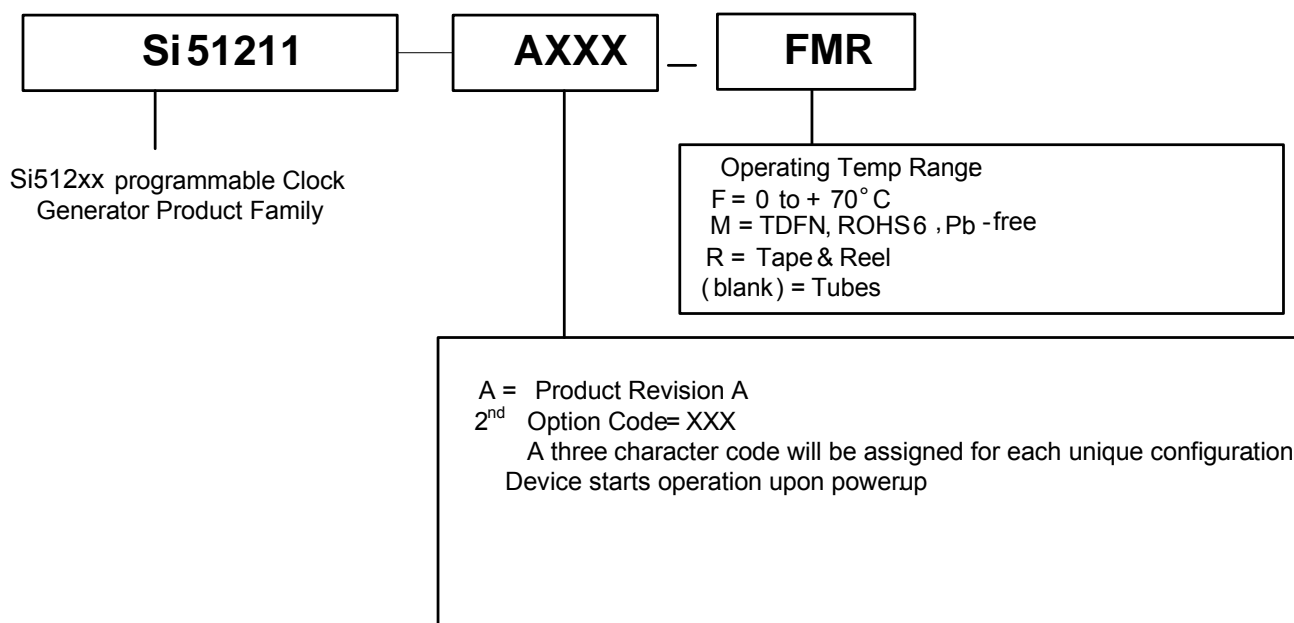 Si51211
AXXX
_
FMR
Si512xx programmable Clock
Generator Product Family
Operating Temp Range
F = 0 to + 70°C
M = TDFN, ROHS6 ,Pb -free
R = Tape & Reel
(blank) = Tubes
A = Product Revision A
2nd Option Code= XXX
A three character code will be assigned for each unique configuration
Device starts operation upon powerup